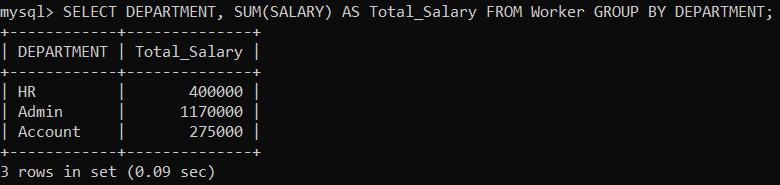 mysql> SELECT DEPARTMENT, SUM(SALARY) AS Total_Salary FROM Worker GROUP BY DEPARTMENT;
+------------+--------------+
| DEPARTMENT | Total_Salary |
+------------+--------------+
| HR         |       400000 |
| Admin      |      1170000 |
| Account    |       275000 |
+------------+--------------+
3 rows in set (0.09 sec)